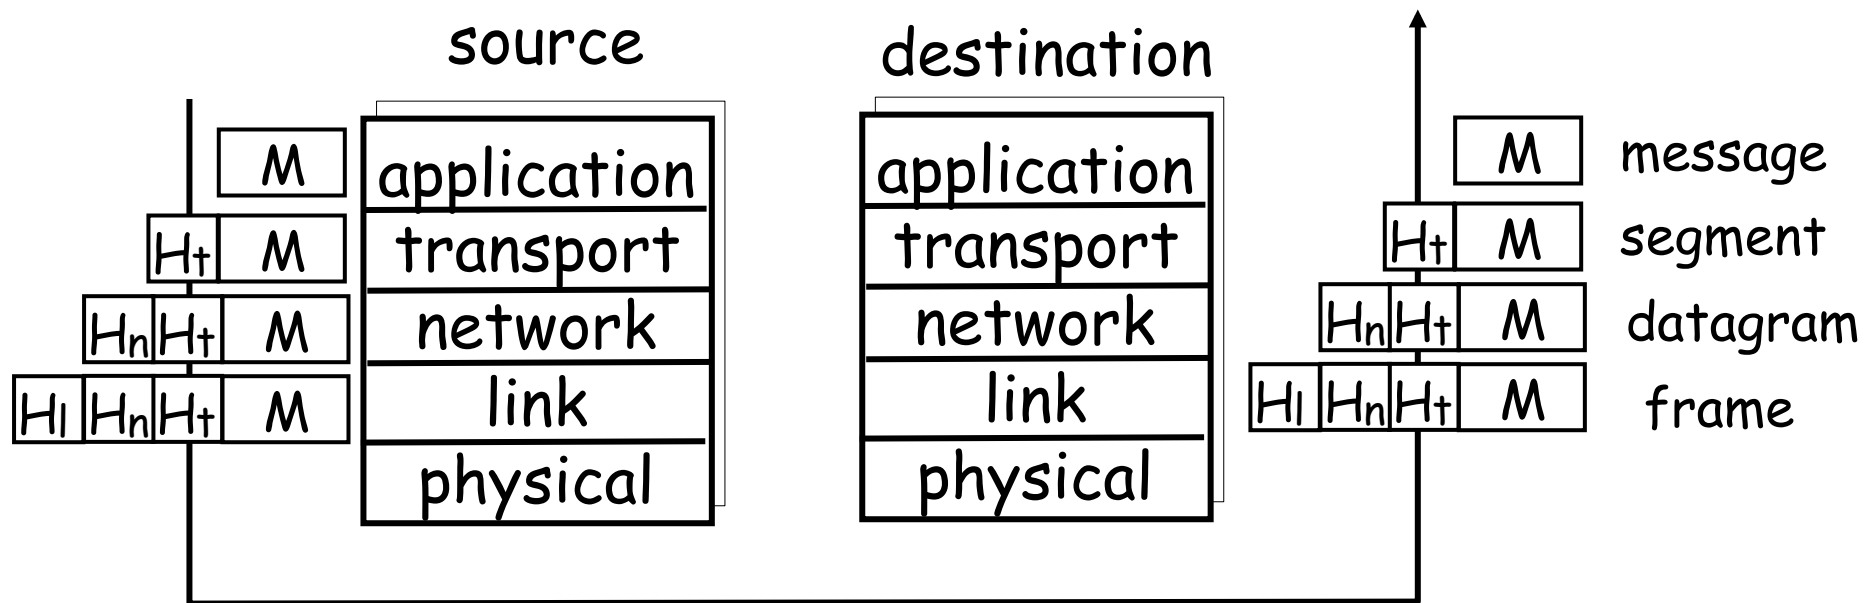 source destination
M application application M message
Ht M transport transport Ht M segment
Hn Ht M network network Hn Ht M datagram
Hl Hn Ht M link link Hl Hn Ht M frame
physical physical